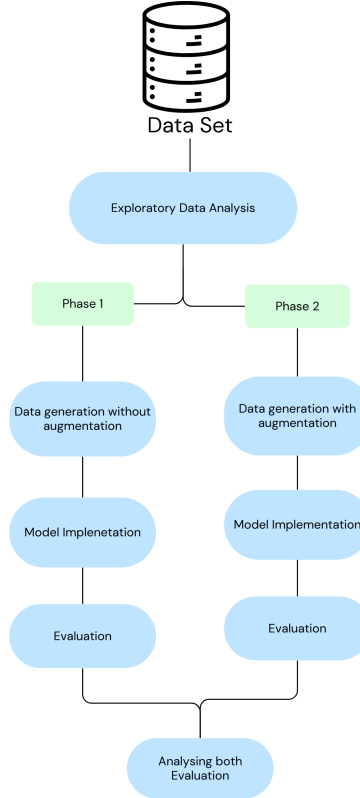 Data Set
Exploratory Data Analysis
Phase 1
Phase 2
Data generation without
augmentation
Data generation with
augmentation
Model Implenetation
Model Implementation
Evaluation
Evaluation
Analysing both
Evaluation